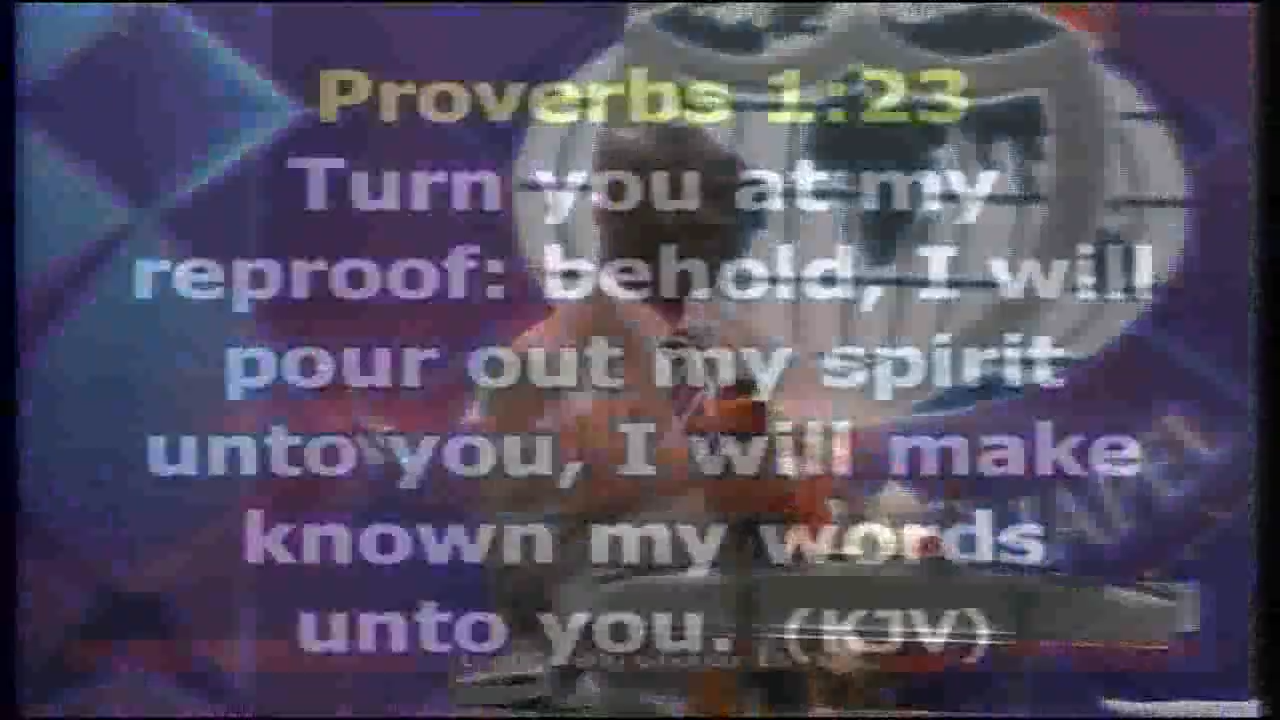 Proverbs 1:23
Turn you at my
reproof: behold, I will
pour out my spirit
unto you, I will make
known my words
unto you. (KJV)